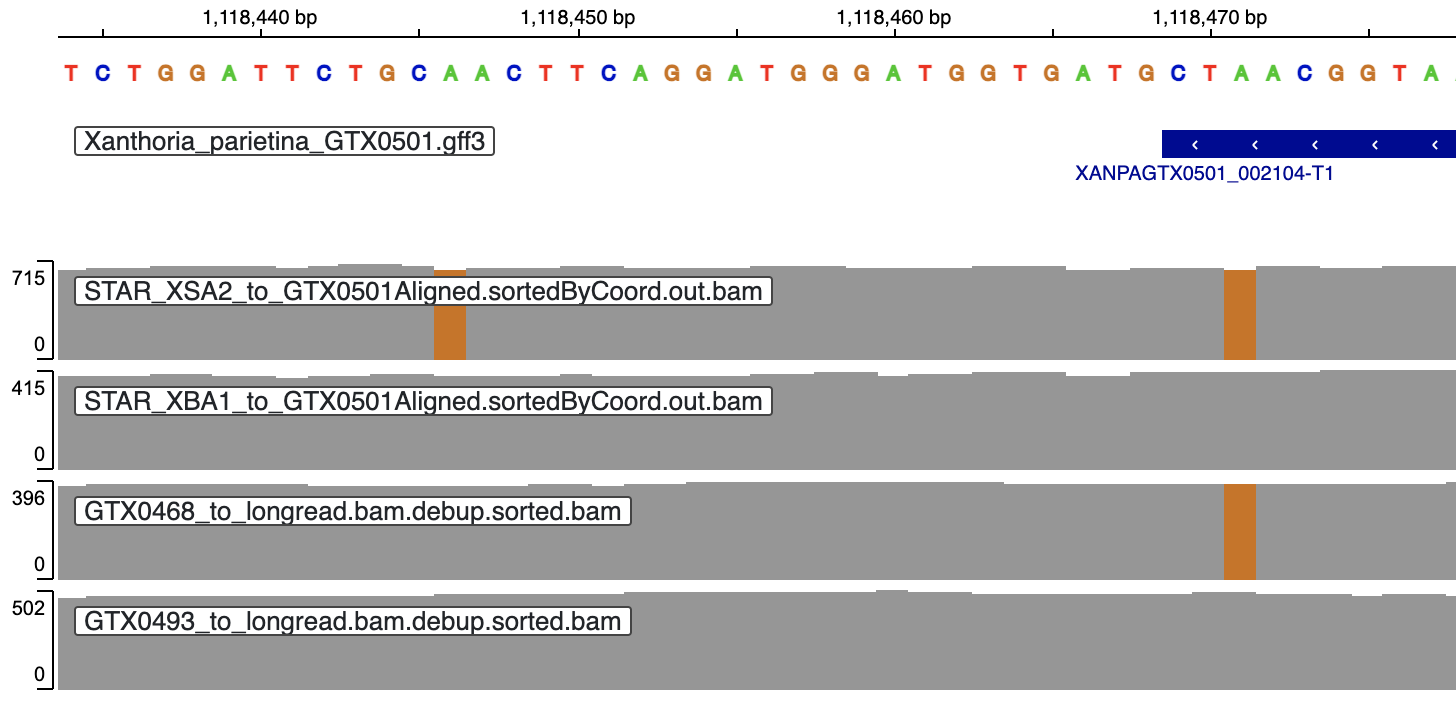 1,118,440 bp 1,118,450 bp 1,118,460 bp 1,118,470 bp
T C T G G A T T C T G C A A C T T C A G G A T G G G A T G G T G A T G C T A A C G G T A
Xanthoria_parietina_GTX0501.gff3
XANPAGTX0501_002104-T1
715
STAR_XSA2_to_GTX0501Aligned.sortedByCoord.out.bam
0
415
STAR_XBA1_to_GTX0501Aligned.sortedByCoord.out.bam
0
396
GTX0468_to_longread.bam.debup.sorted.bam
0
502
GTX0493_to_longread.bam.debup.sorted.bam
0